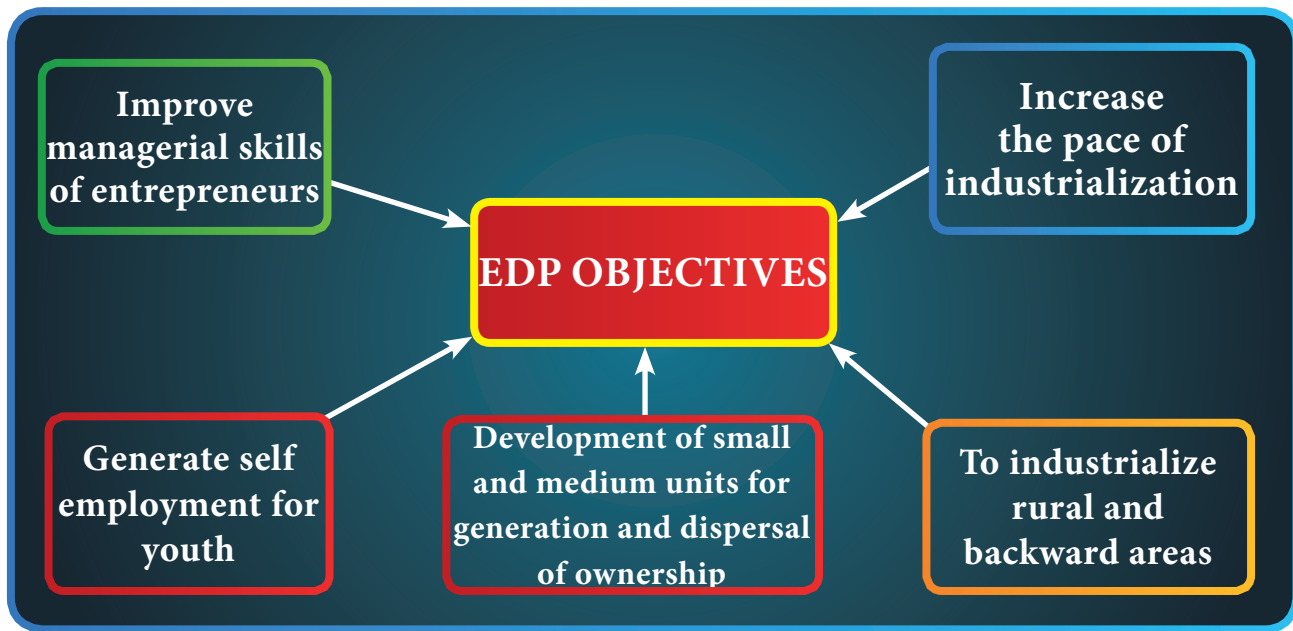 Improve
managerial skills
of entrepreneurs
Increase
the pace of
industrialization
EDP OBJECTIVES
Generate self
employment for
youth
Development of small
and medium units for
generation and dispersal
of ownership
To industrialize
rural and
backward areas